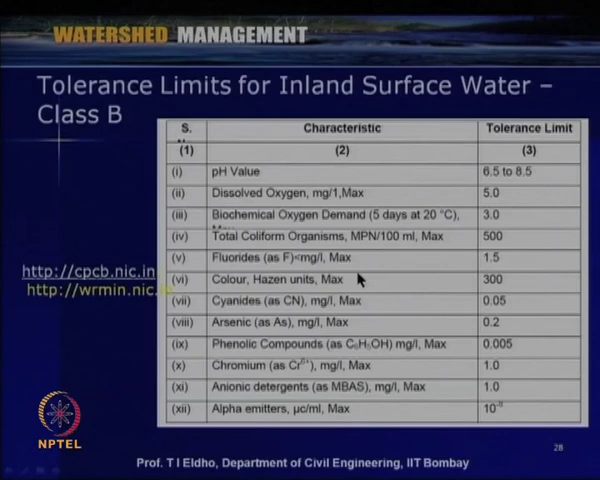 WATERSHED MANAGEMENT
Tolerance Limits for Inland Surface Water –
Class B
S. Characteristic Tolerance Limit
(1) (2) (3)
(i) pH Value 6.5 to 8.5
(ii) Dissolved Oxygen, mg/1,Max 5.0
(iii) Biochemical Oxygen Demand (5 days at 20 °C), 3.0
(iv) Total Coliform Organisms, MPN/100 ml, Max 500
(v) Fluorides (as F)<mg/l, Max 1.5
(vi) Colour, Hazen units, Max 300
(vii) Cyanides (as CN), mg/l, Max 0.05
(viii) Arsenic (as As), mg/l, Max 0.2
(ix) Phenolic Compounds (as C₆H₅OH) mg/l, Max 0.005
(x) Chromium (as Cr⁶⁺), mg/l, Max 1.0
(xi) Anionic detergents (as MBAS), mg/l, Max 1.0
(xii) Alpha emitters, µc/ml, Max
http://cpcb.nic.in
http://wrmin.nic.
NPTEL
28
Prof. T I Eldho, Department of Civil Engineering, IIT Bombay